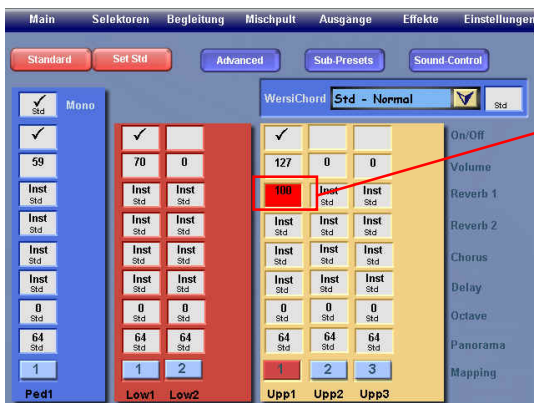 Main Selektoren Begleitung Mischpult Ausgänge Effekte Einstellungen
Standard Set Std Advanced Sub-Presets Sound-Control
Std Mono WersiChord Std - Normal Std
On/Off
59 70 0 127 0 0 Volume
Inst Inst Inst 100 Inst Inst Reverb 1
Std Std Std Std Std
Inst Inst Inst Inst Inst Inst Reverb 2
Std Std Std Std Std Std
Inst Inst Inst Inst Inst Inst Chorus
Std Std Std Std Std Std
Inst Inst Inst Inst Inst Inst Delay
Std Std Std Std Std Std
0 0 0 0 0 0 Octave
Std Std Std Std Std Std
64 64 64 64 64 64 Panorama
Std Std Std Std Std Std
1 1 2 1 2 3 Mapping
Ped1 Low1 Low2 Upp1 Upp2 Upp3